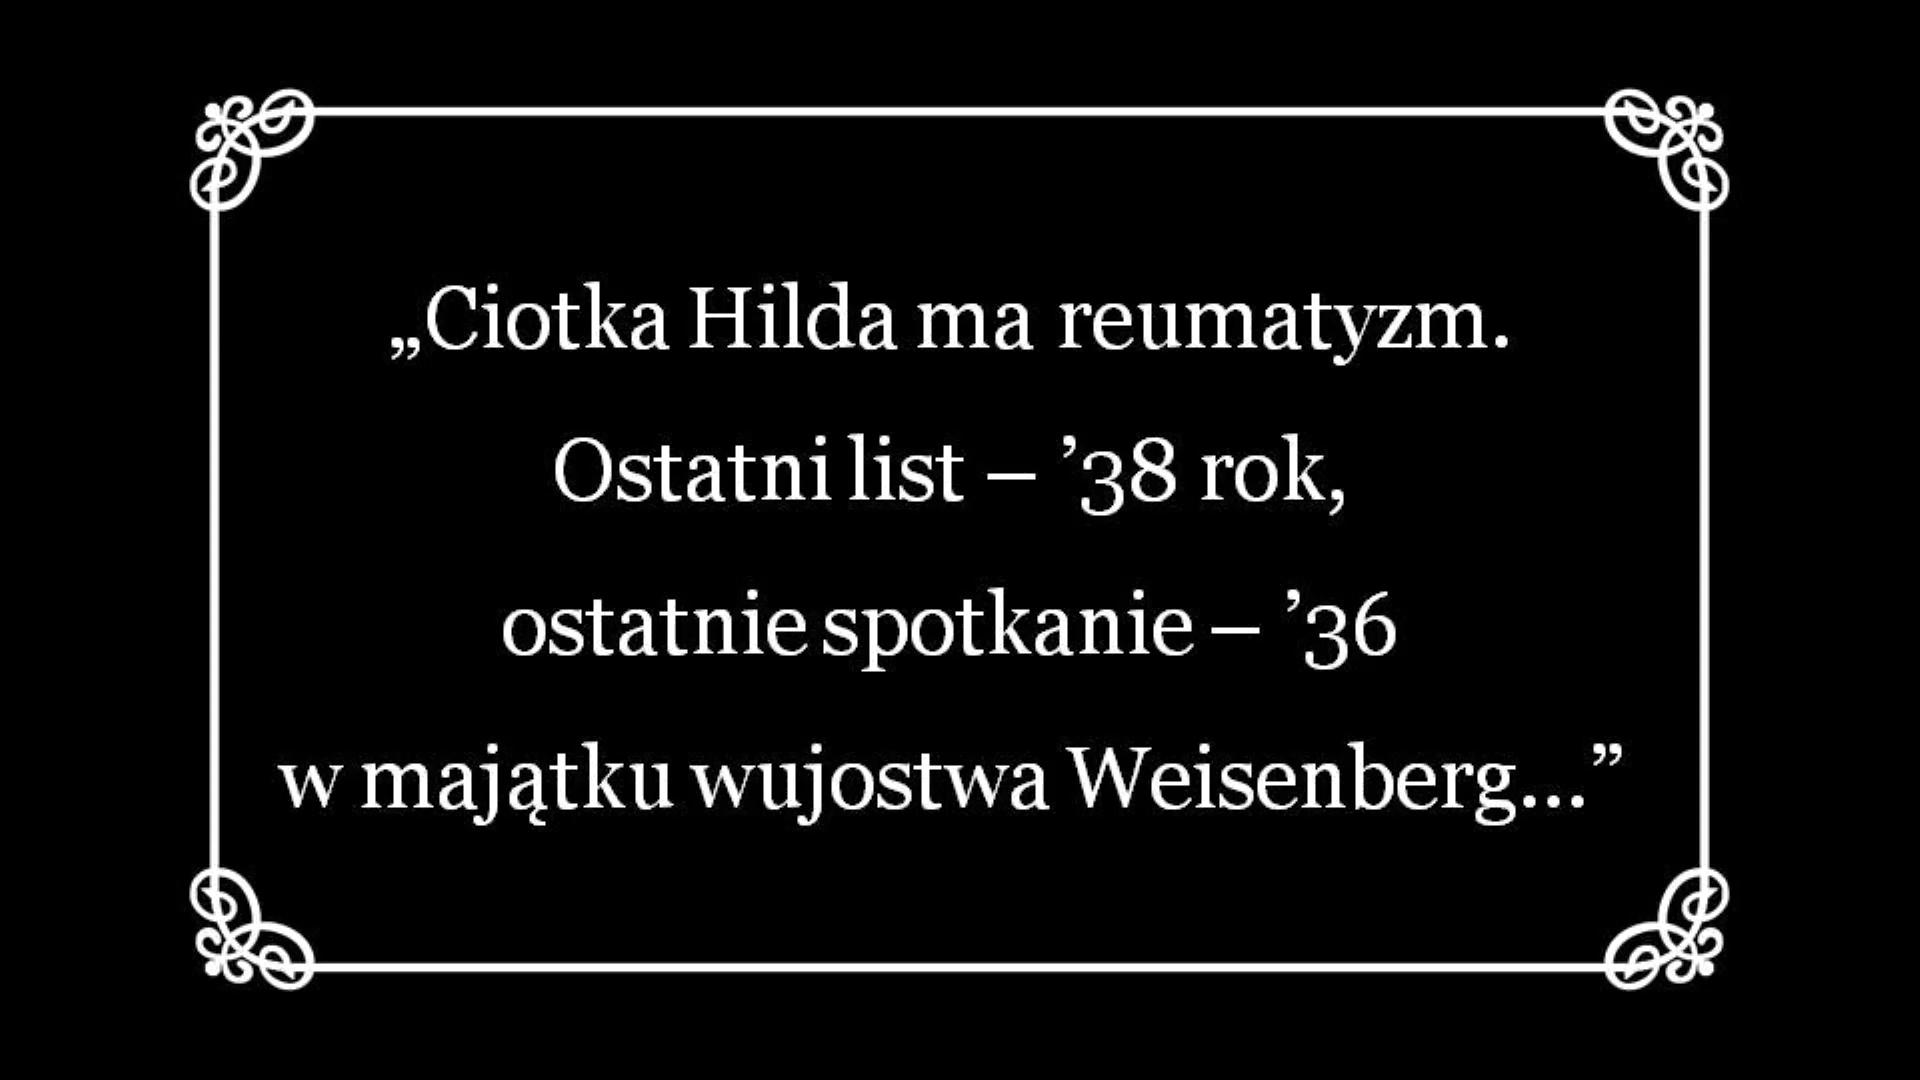 „Ciotka Hilda ma reumatyzm.
Ostatni list – ’38 rok,
ostatnie spotkanie – ’36
w majątku wujostwa Weisenberg...”